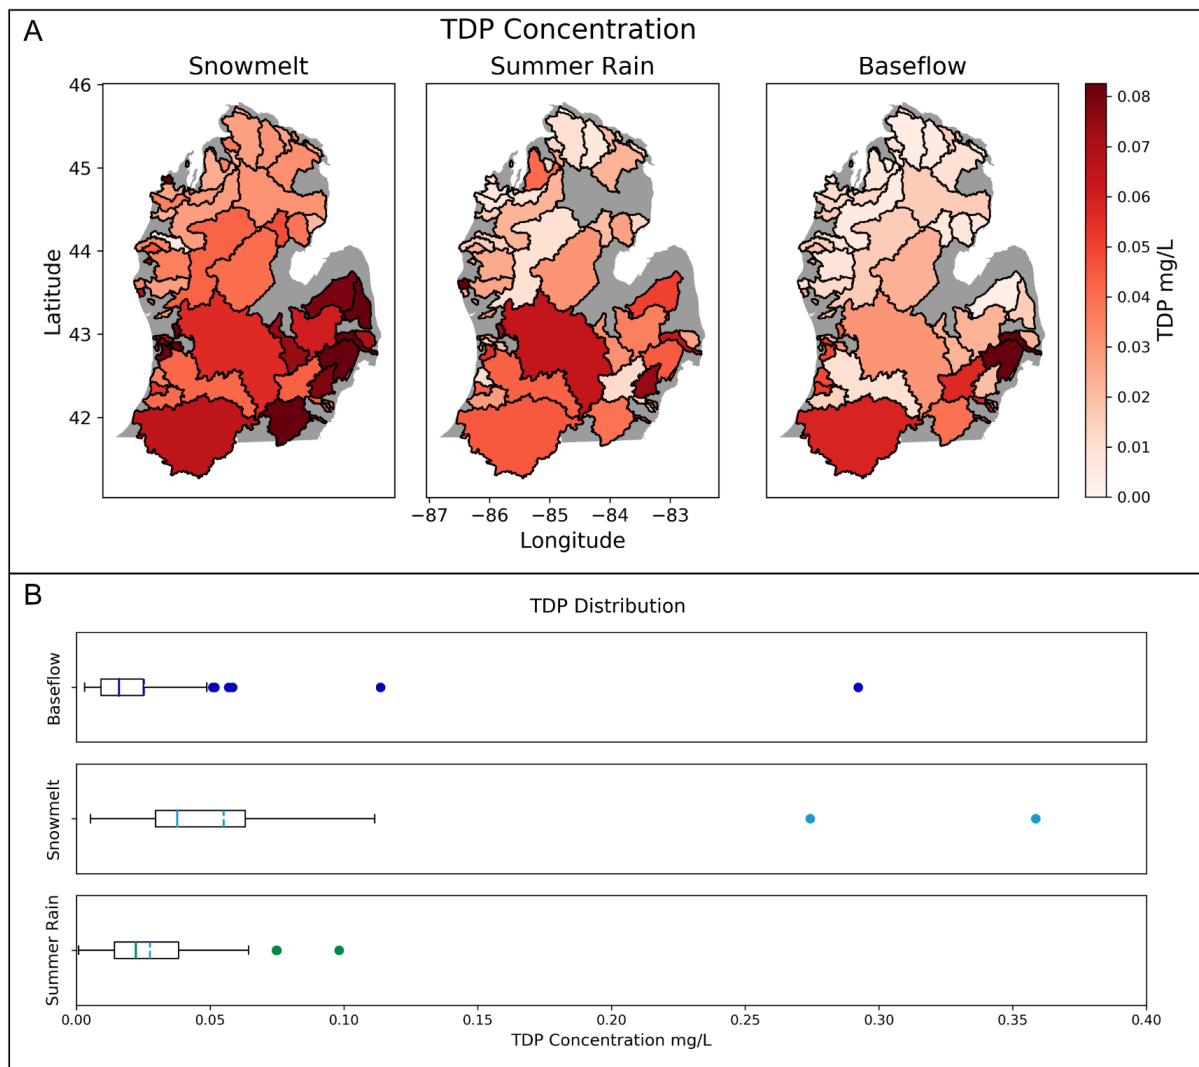 A
TDP Concentration
Snowmelt
Summer Rain
Baseflow
46
45
44
43
42
Latitude
−87 −86 −85 −84 −83
Longitude
0.08
0.07
0.06
0.05
0.04
0.03
0.02
0.01
0.00
TDP mg/L
B
TDP Distribution
Baseflow
Snowmelt
Summer Rain
0.00 0.05 0.10 0.15 0.20 0.25 0.30 0.35 0.40
TDP Concentration mg/L